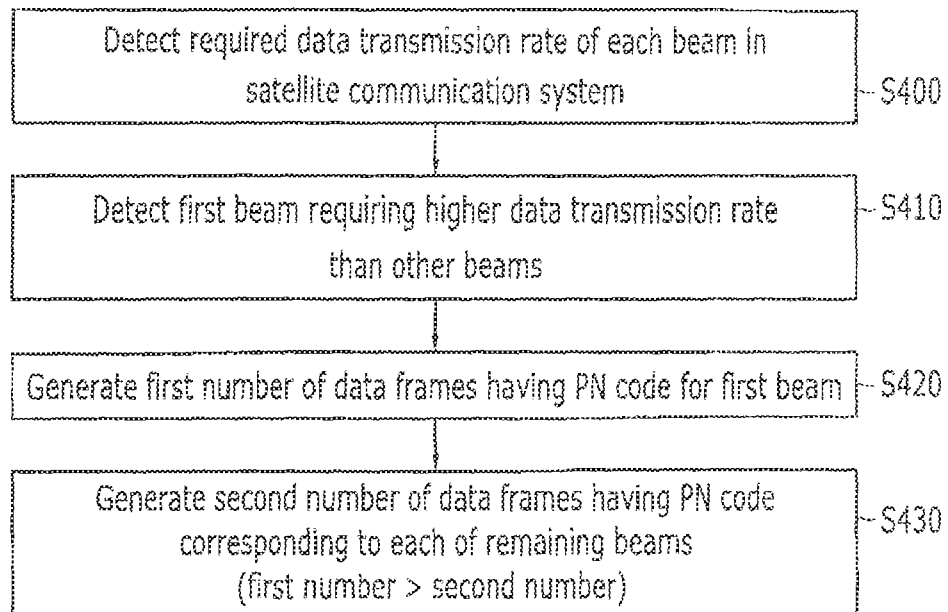 Detect required data transmission rate of each beam in
satellite communication system
S400
Detect first beam requiring higher data transmission rate
than other beams
S410
Generate first number of data frames having PN code for first beam
S420
Generate second number of data frames having PN code
corresponding to each of remaining beams
(first number > second number)
S430